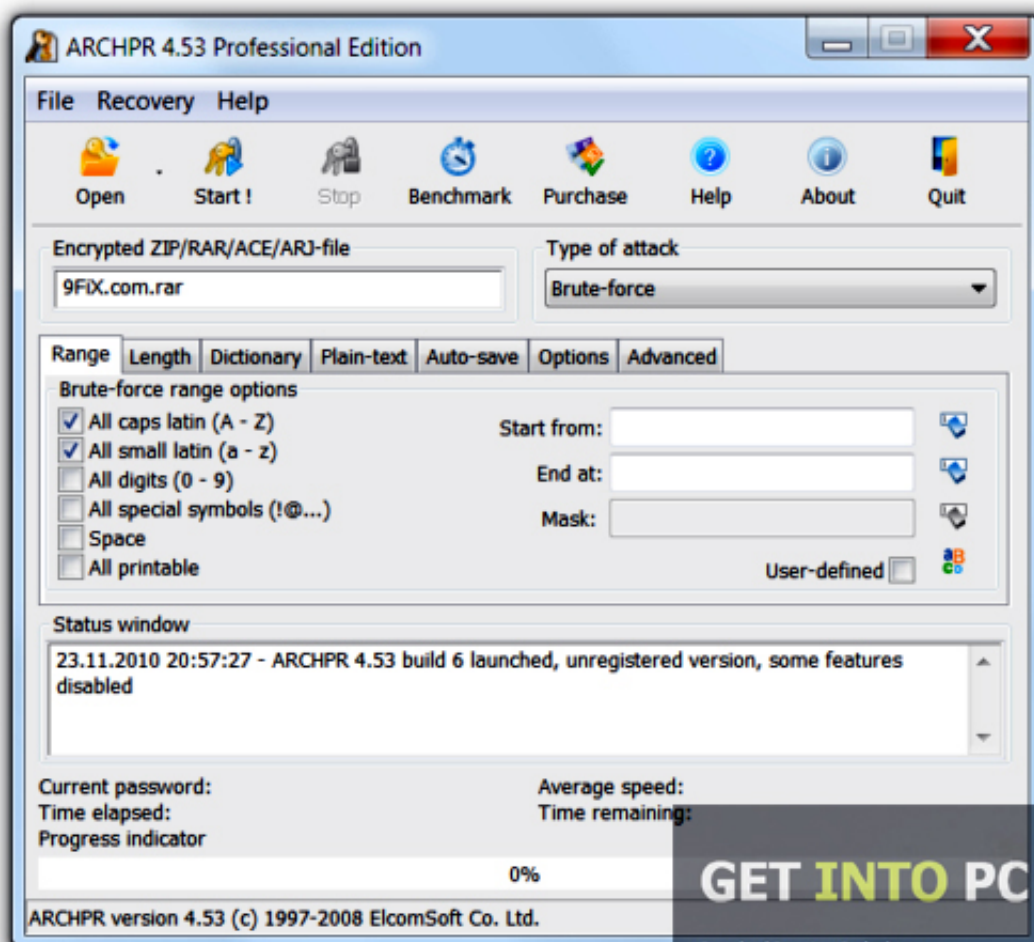 ARCHPR 4.53 Professional Edition
File Recovery Help
Open Start ! Stop Benchmark Purchase Help About Quit
Encrypted ZIP/RAR/ACE/ARJ-file
9FiX.com.rar
Type of attack
Brute-force
Range Length Dictionary Plain-text Auto-save Options Advanced
Brute-force range options
All caps latin (A - Z)
All small latin (a - z)
All digits (0 - 9)
All special symbols (!@...)
Space
All printable
Start from:
End at:
Mask:
User-defined
Status window
23.11.2010 20:57:27 - ARCHPR 4.53 build 6 launched, unregistered version, some features
disabled
Current password:
Average speed:
Time elapsed:
Time remaining:
Progress indicator
0%
GET INTO PC
ARCHPR version 4.53 (c) 1997-2008 ElcomSoft Co. Ltd.